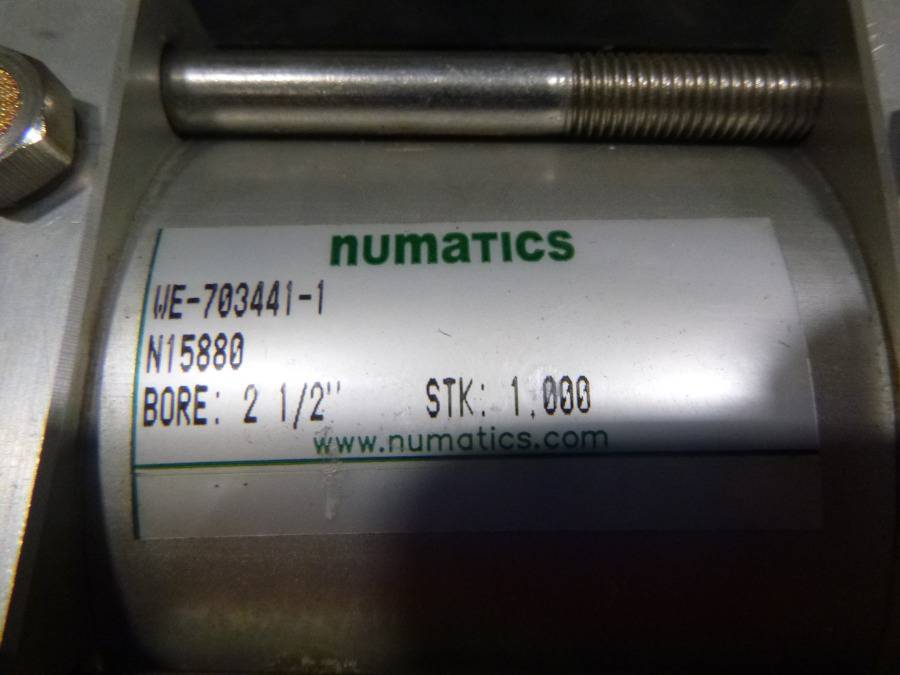 numatics
WE-703441-1
N15880
BORE: 2 1/2" STK: 1.000
www.numatics.com